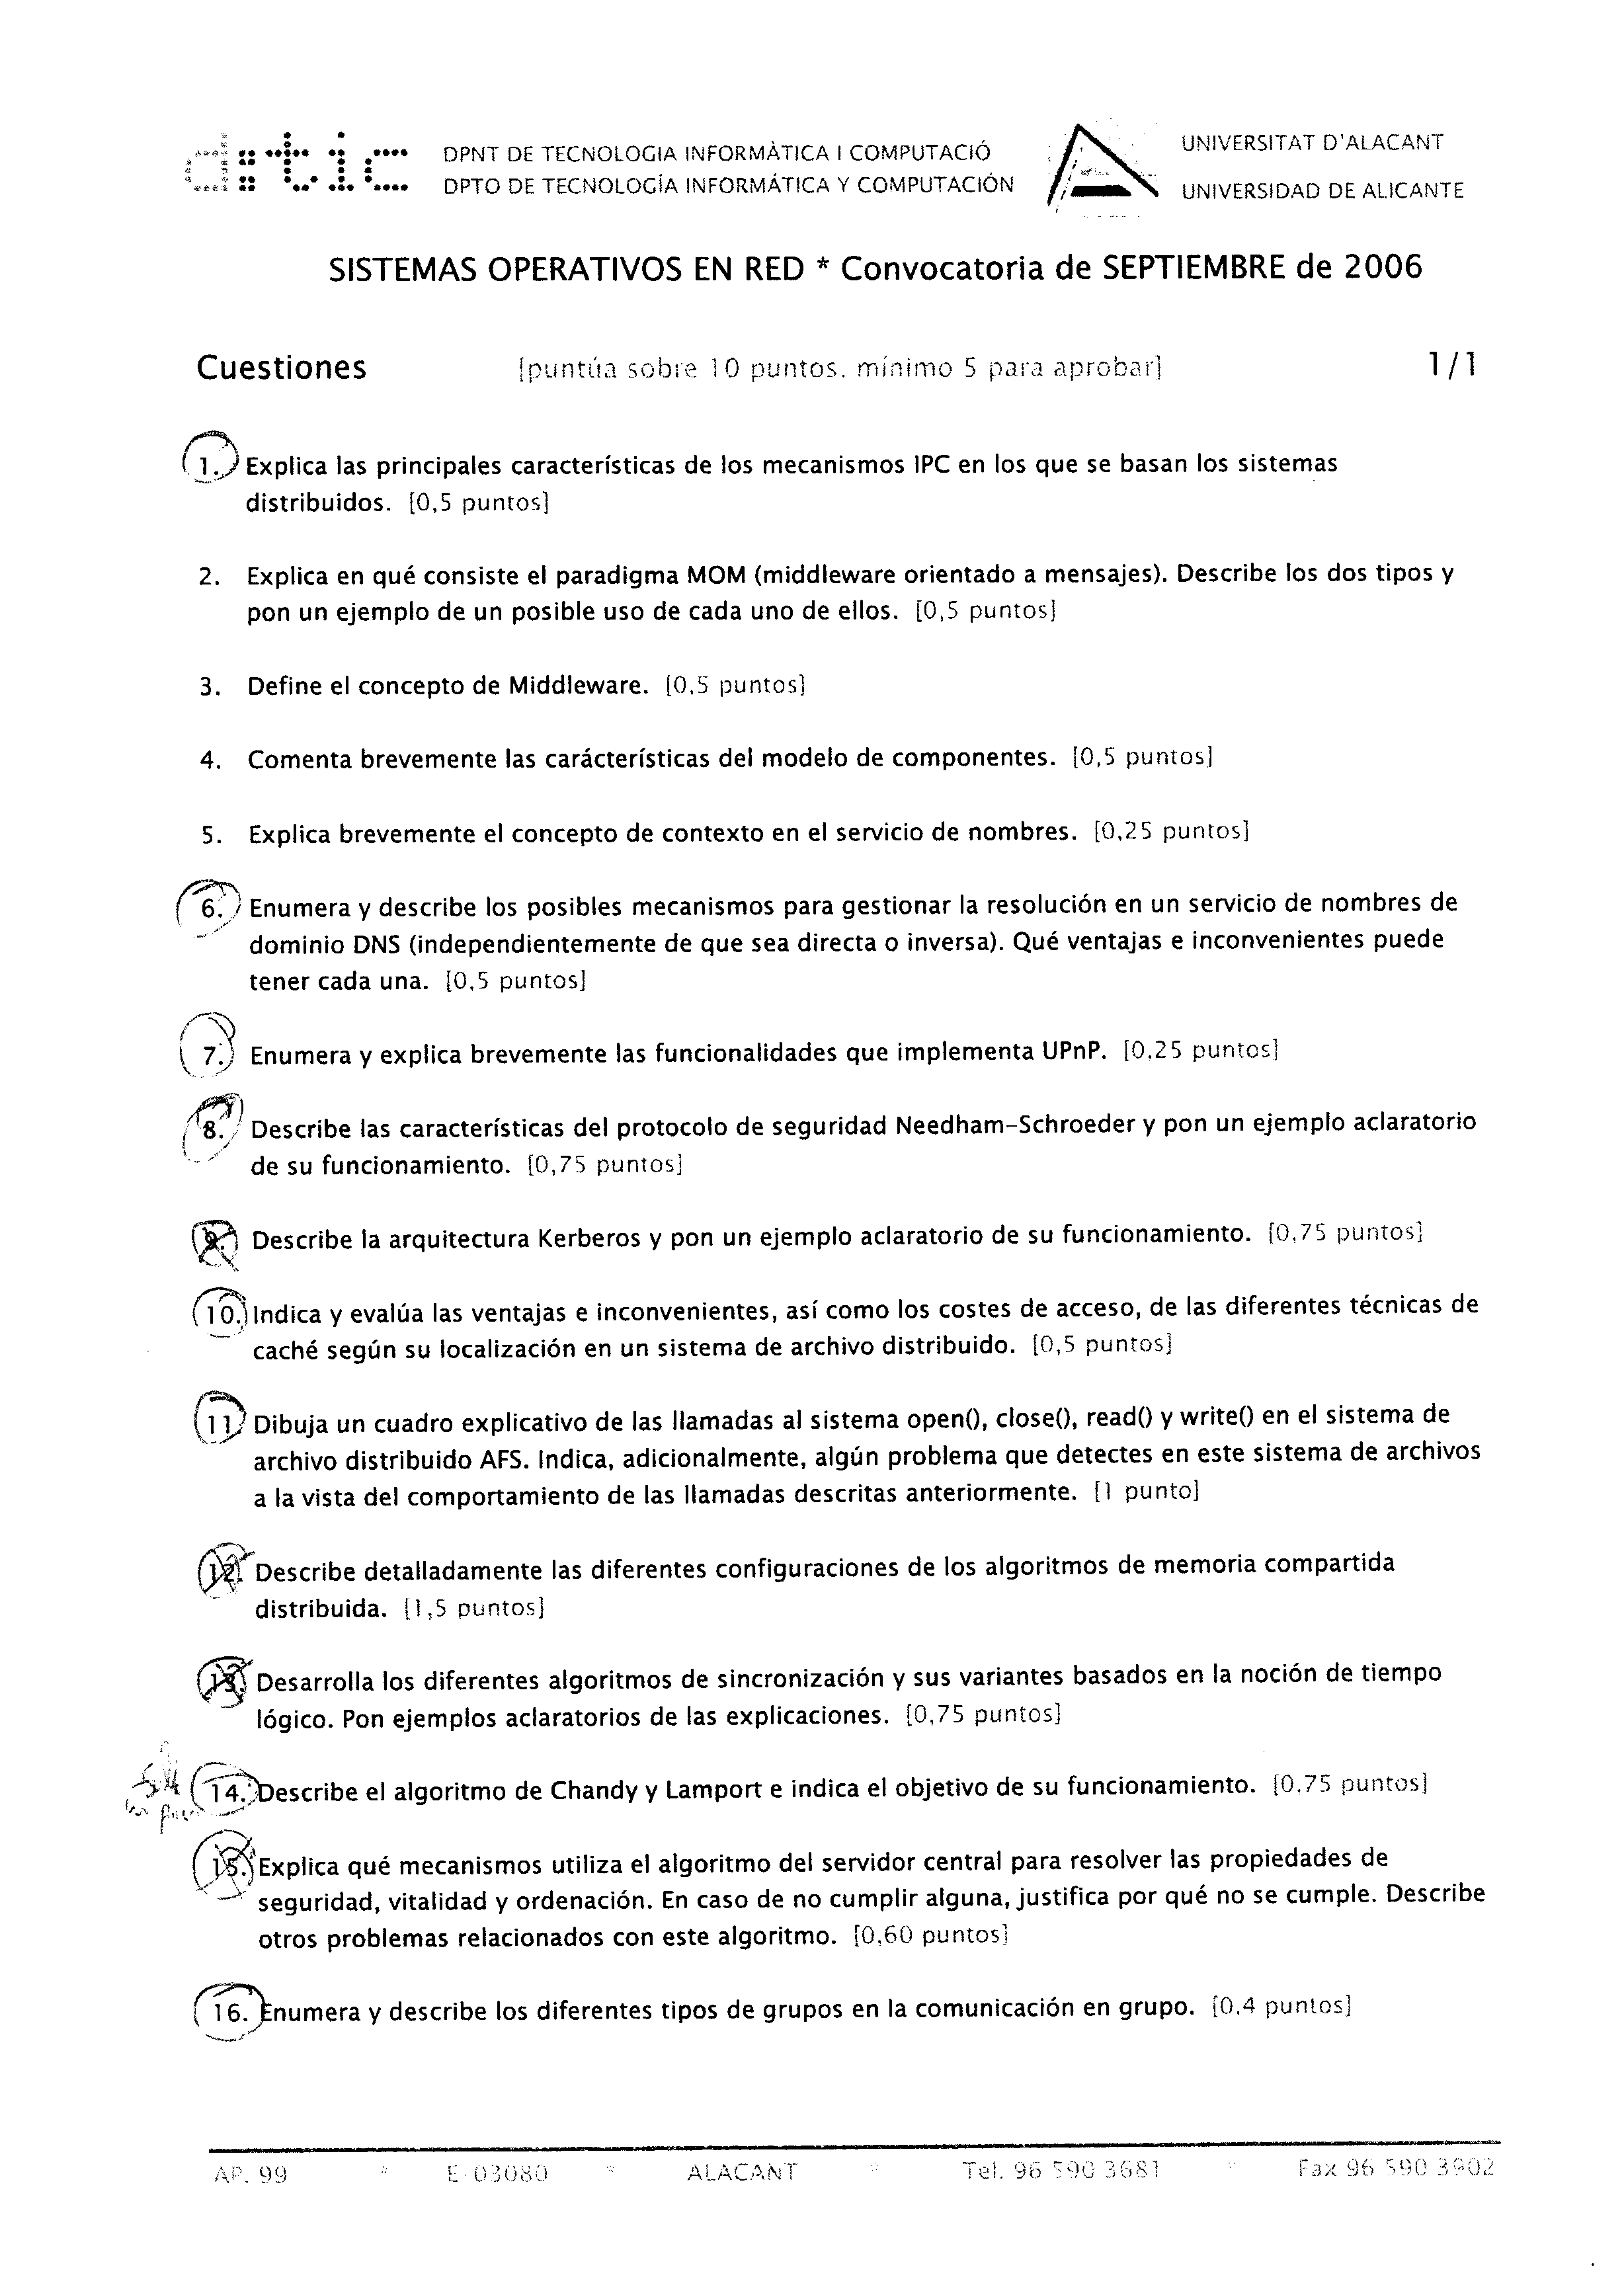 d:tic
DPNT DE TECNOLOGIA INFORMÀTICA I COMPUTACIÓ
DPTO DE TECNOLOGÍA INFORMÁTICA Y COMPUTACIÓN
UNIVERSITAT D'ALACANT
UNIVERSIDAD DE ALICANTE
SISTEMAS OPERATIVOS EN RED * Convocatoria de SEPTIEMBRE de 2006
Cuestiones [puntúa sobre 10 puntos. mínimo 5 para aprobar] 1/1
1. Explica las principales características de los mecanismos IPC en los que se basan los sistemas
distribuidos. [0,5 puntos]
2. Explica en qué consiste el paradigma MOM (middleware orientado a mensajes). Describe los dos tipos y
pon un ejemplo de un posible uso de cada uno de ellos. [0,5 puntos]
3. Define el concepto de Middleware. [0,5 puntos]
4. Comenta brevemente las carácterísticas del modelo de componentes. [0,5 puntos]
5. Explica brevemente el concepto de contexto en el servicio de nombres. [0,25 puntos]
6. Enumera y describe los posibles mecanismos para gestionar la resolución en un servicio de nombres de
dominio DNS (independientemente de que sea directa o inversa). Qué ventajas e inconvenientes puede
tener cada una. [0,5 puntos]
7. Enumera y explica brevemente las funcionalidades que implementa UPnP. [0,25 puntos]
8. Describe las características del protocolo de seguridad Needham-Schroeder y pon un ejemplo aclaratorio
de su funcionamiento. [0,75 puntos]
9. Describe la arquitectura Kerberos y pon un ejemplo aclaratorio de su funcionamiento. [0,75 puntos]
10. Indica y evalúa las ventajas e inconvenientes, así como los costes de acceso, de las diferentes técnicas de
caché según su localización en un sistema de archivo distribuido. [0,5 puntos]
11. Dibuja un cuadro explicativo de las llamadas al sistema open(), close(), read() y write() en el sistema de
archivo distribuido AFS. Indica, adicionalmente, algún problema que detectes en este sistema de archivos
a la vista del comportamiento de las llamadas descritas anteriormente. [1 punto]
12. Describe detalladamente las diferentes configuraciones de los algoritmos de memoria compartida
distribuida. [1,5 puntos]
13. Desarrolla los diferentes algoritmos de sincronización y sus variantes basados en la noción de tiempo
lógico. Pon ejemplos aclaratorios de las explicaciones. [0,75 puntos]
14. Describe el algoritmo de Chandy y Lamport e indica el objetivo de su funcionamiento. [0,75 puntos]
15. Explica qué mecanismos utiliza el algoritmo del servidor central para resolver las propiedades de
seguridad, vitalidad y ordenación. En caso de no cumplir alguna, justifica por qué no se cumple. Describe
otros problemas relacionados con este algoritmo. [0,60 puntos]
16. Enumera y describe los diferentes tipos de grupos en la comunicación en grupo. [0,4 puntos]
AP. 99 * E-03080 * ALACANT * Tel. 96 590 3681 * Fax 96 590 3902